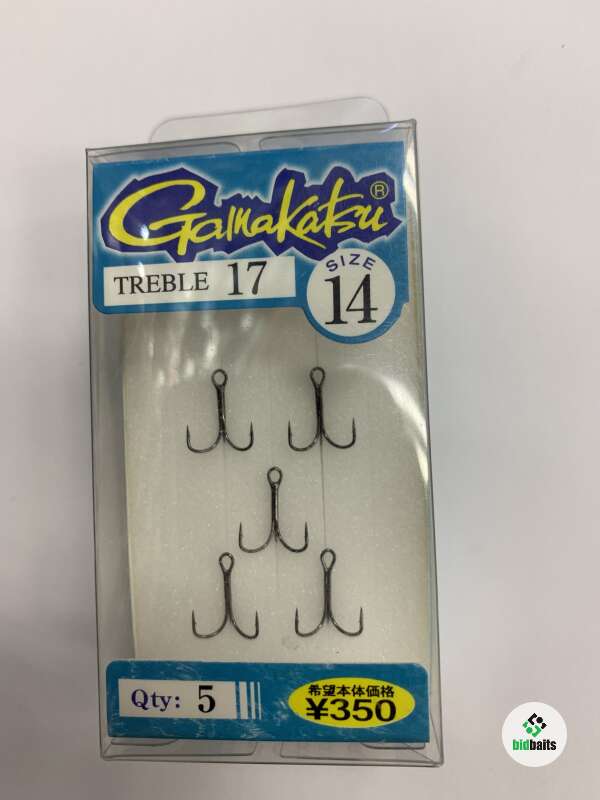 Gamakatsu®
TREBLE 17
SIZE
14
Qty: 5
希望本体価格
¥350
bidbaits